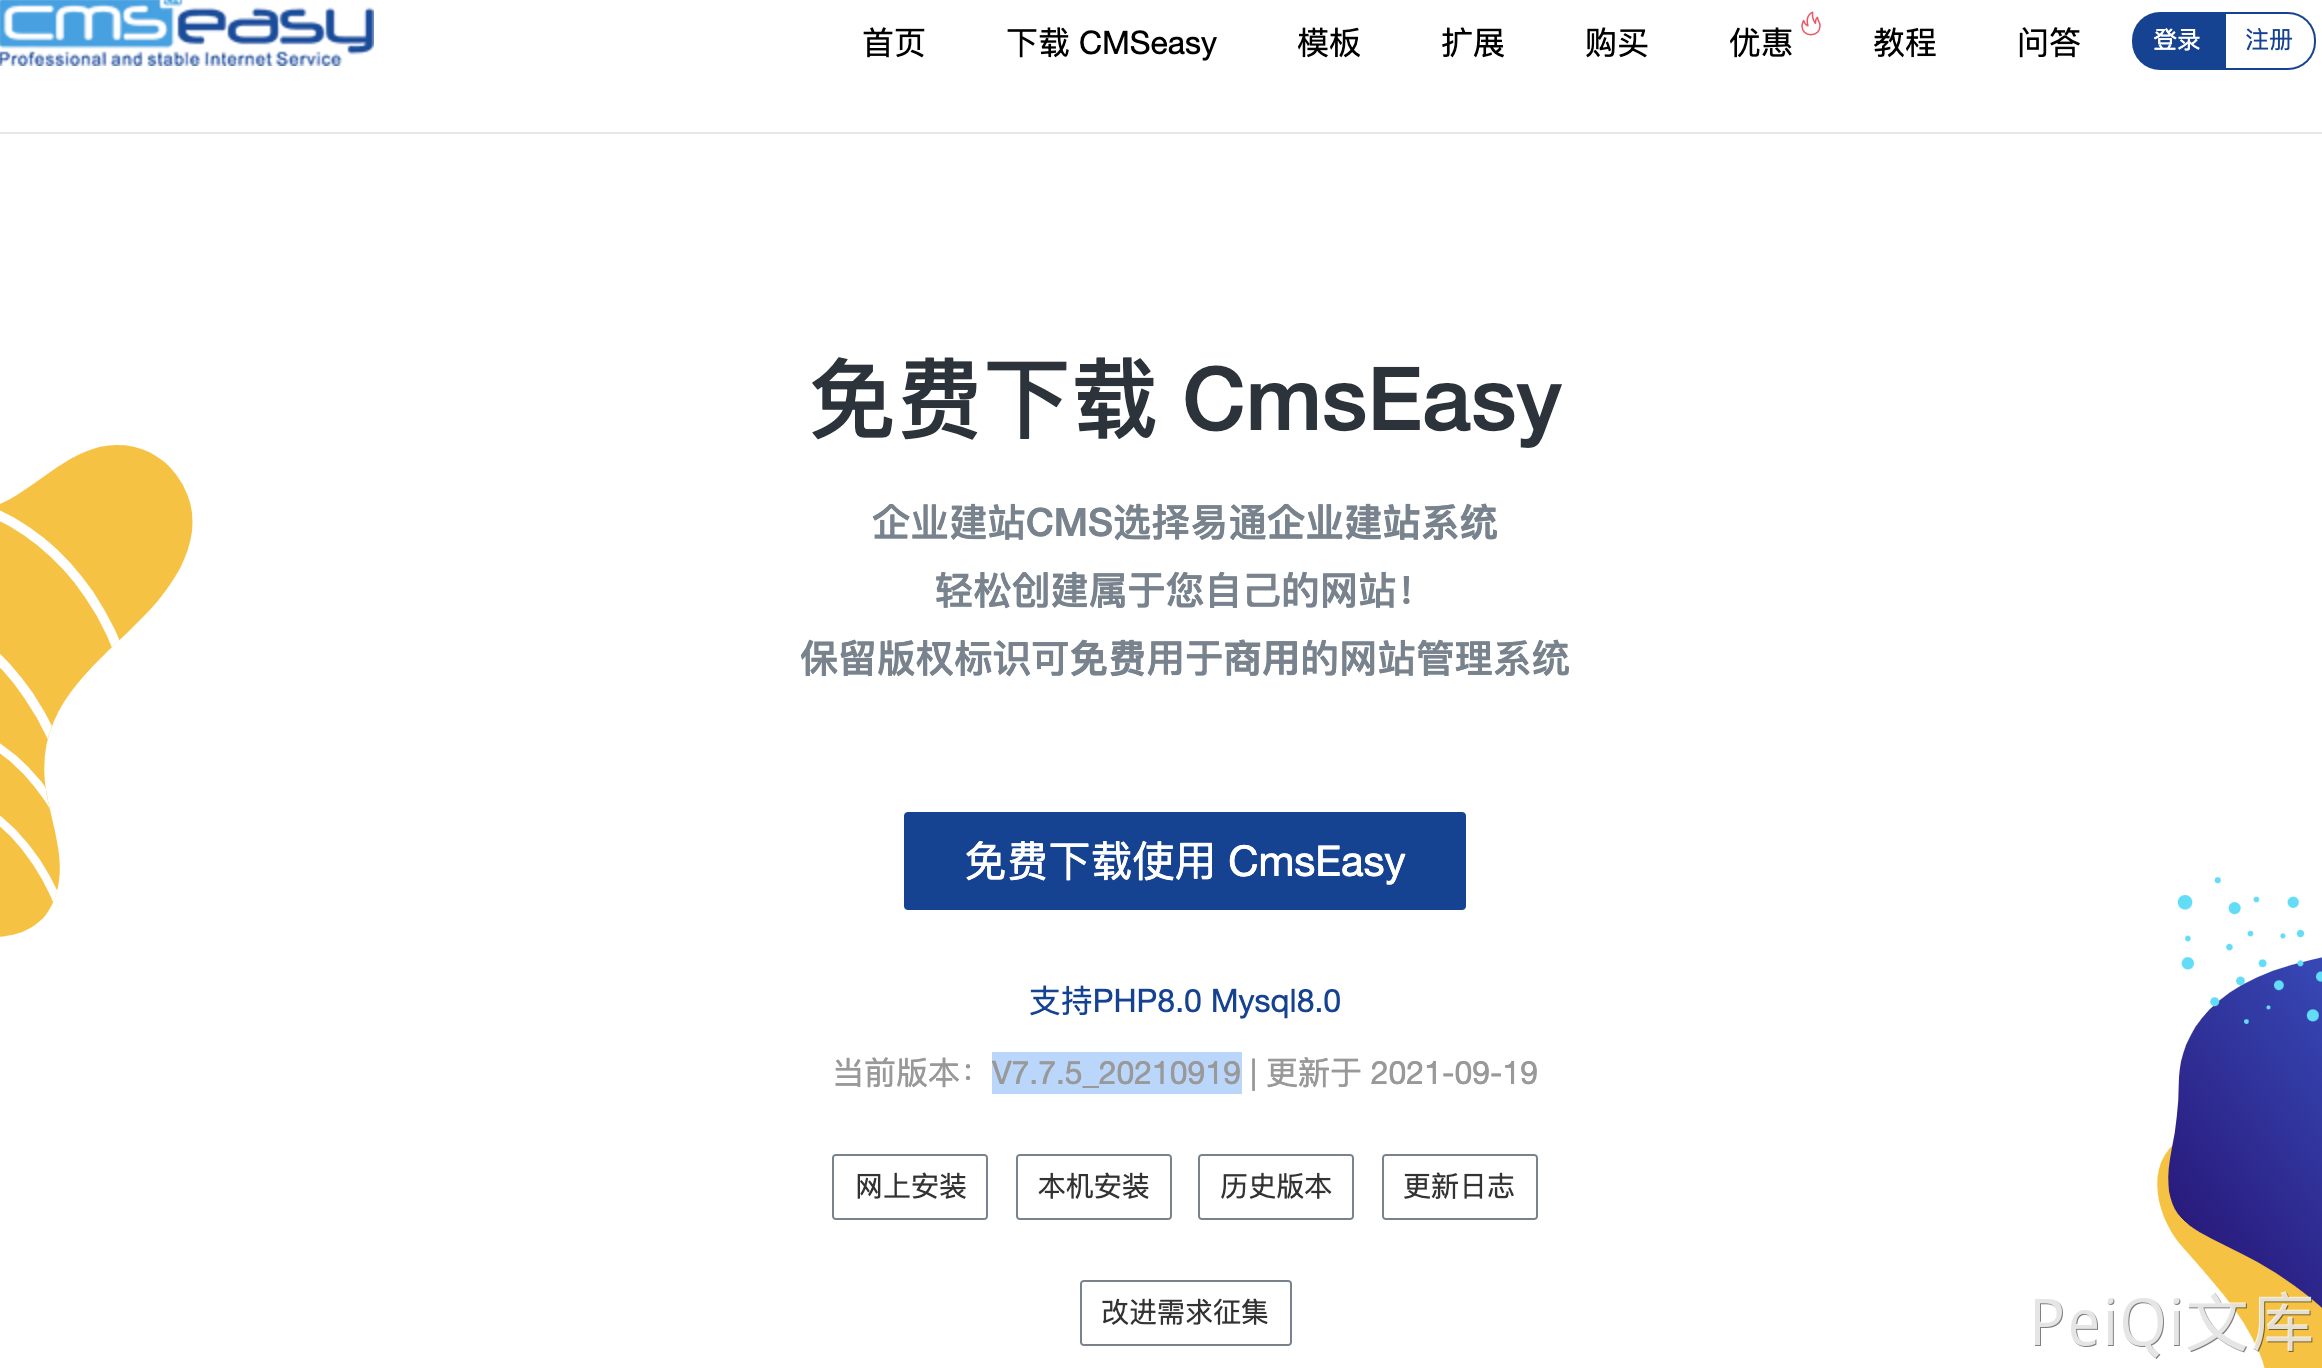 cmseasy
Professional and stable Internet Service
首页 下载 CMSeasy 模板 扩展 购买 优惠 教程 问答 登录 注册
免费下载 CmsEasy
企业建站CMS选择易通企业建站系统
轻松创建属于您自己的网站！
保留版权标识可免费用于商用的网站管理系统
免费下载使用 CmsEasy
支持PHP8.0 Mysql8.0
当前版本：V7.7.5_20210919 | 更新于 2021-09-19
网上安装 本机安装 历史版本 更新日志
改进需求征集
PeiQi文库